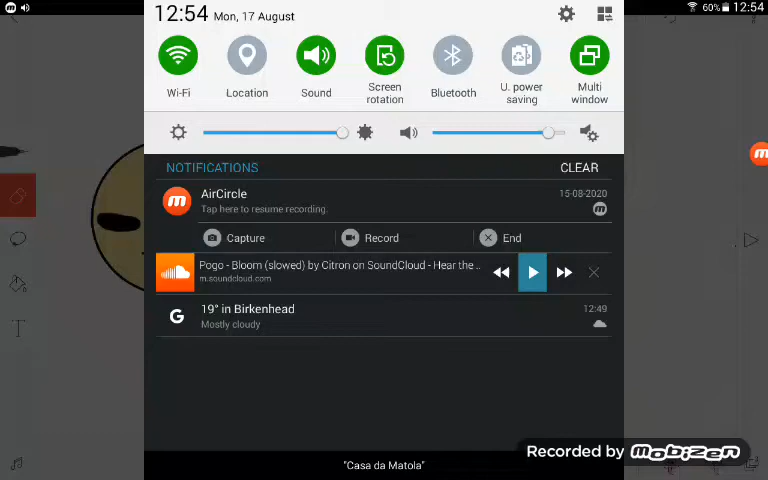 12:54 Mon, 17 August
60% 12:54
Wi-Fi
Location
Sound
Screen rotation
Bluetooth
U. power saving
Multi window
NOTIFICATIONS CLEAR
AirCircle 15-08-2020
Tap here to resume recording.
Capture Record End
Pogo - Bloom (slowed) by Citron on SoundCloud - Hear the ..
m.soundcloud.com
G 19° in Birkenhead 12:49
Mostly cloudy
T
Recorded by mobizen
"Casa da Matola"